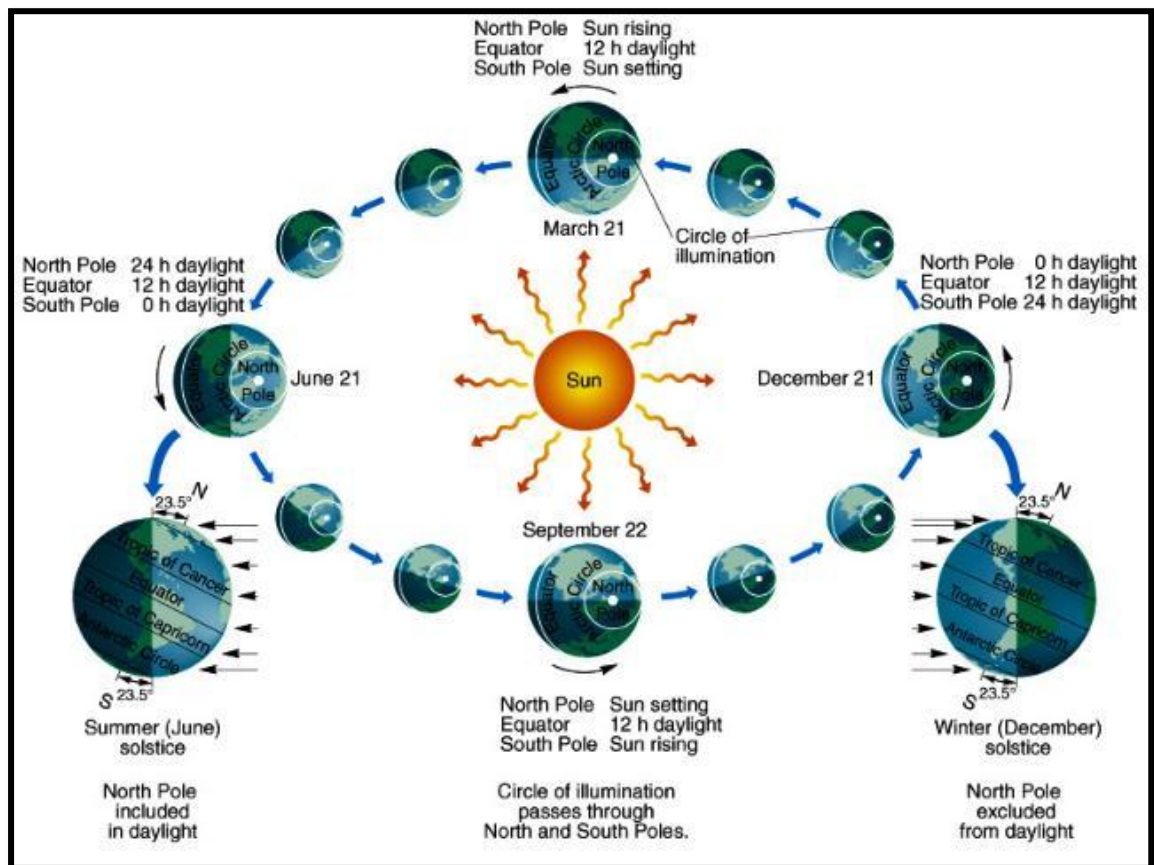 North Pole Sun rising
Equator 12 h daylight
South Pole Sun setting
Equator
Arctic Circle
North
Pole
March 21
Circle of
illumination
North Pole 24 h daylight
Equator 12 h daylight
South Pole 0 h daylight
North Pole 0 h daylight
Equator 12 h daylight
South Pole 24 h daylight
Equator
Arctic Circle
North
Pole
June 21
Sun
December 21
Equator
Arctic Circle
North
Pole
23.5° N
Tropic of Cancer
Equator
Tropic of Capricorn
Antarctic Circle
S 23.5°
Summer (June)
solstice
North Pole
included
in daylight
September 22
Equator
Arctic Circle
North
Pole
North Pole Sun setting
Equator 12 h daylight
South Pole Sun rising
Circle of illumination
passes through
North and South Poles.
23.5° N
Tropic of Cancer
Equator
Tropic of Capricorn
Antarctic Circle
S 23.5°
Winter (December)
solstice
North Pole
excluded
from daylight